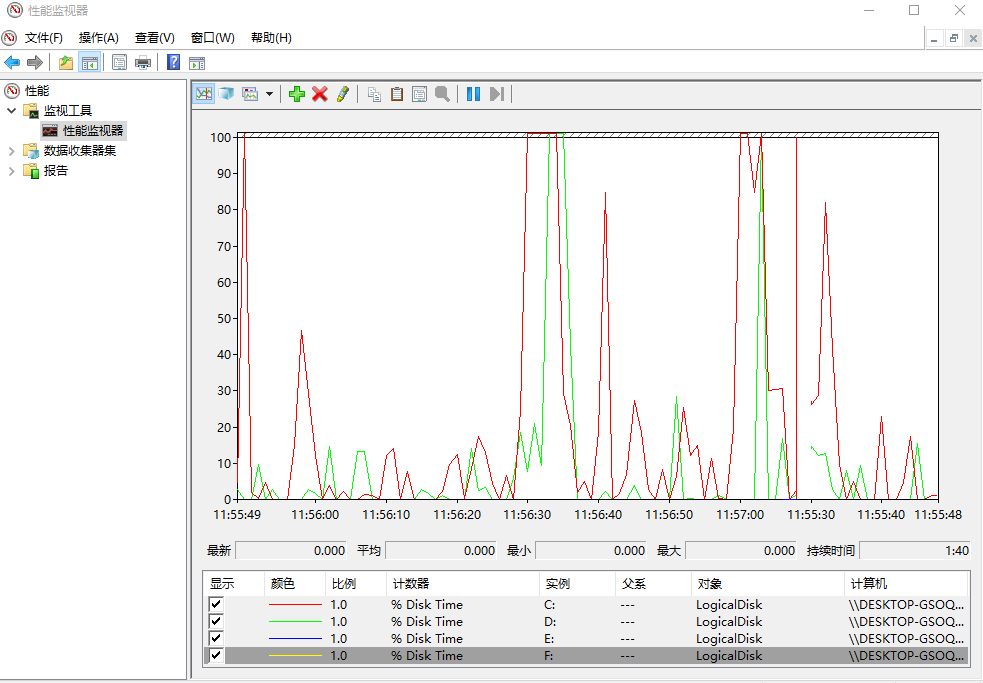 性能监视器
文件(F) 操作(A) 查看(V) 窗口(W) 帮助(H)
性能
监视工具
性能监视器
数据收集器集
报告
100
90
80
70
60
50
40
30
20
10
0
11:55:49 11:56:00 11:56:10 11:56:20 11:56:30 11:56:40 11:56:50 11:57:00 11:55:30 11:55:40 11:55:48
最新 0.000 平均 0.000 最小 0.000 最大 0.000 持续时间 1:40
显示 颜色 比例 计数器 实例 父系 对象 计算机
1.0 % Disk Time C: --- LogicalDisk \\DESKTOP-GSOQ...
1.0 % Disk Time D: --- LogicalDisk \\DESKTOP-GSOQ...
1.0 % Disk Time E: --- LogicalDisk \\DESKTOP-GSOQ...
1.0 % Disk Time F: --- LogicalDisk \\DESKTOP-GSOQ...